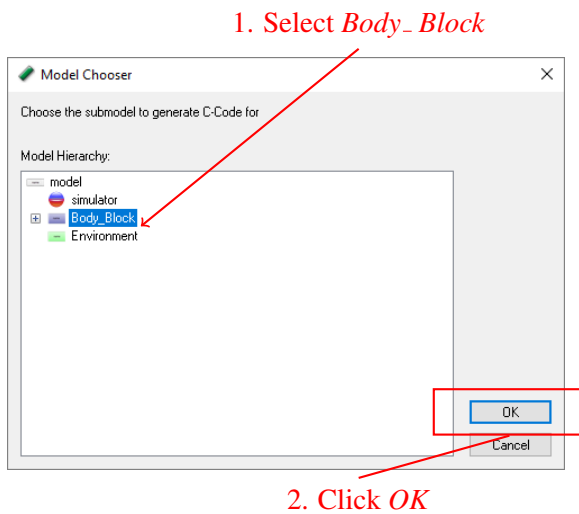 1. Select Body_ Block
Model Chooser
Choose the submodel to generate C-Code for
Model Hierarchy:
model
simulator
Body_Block
Environment
OK
Cancel
2. Click OK